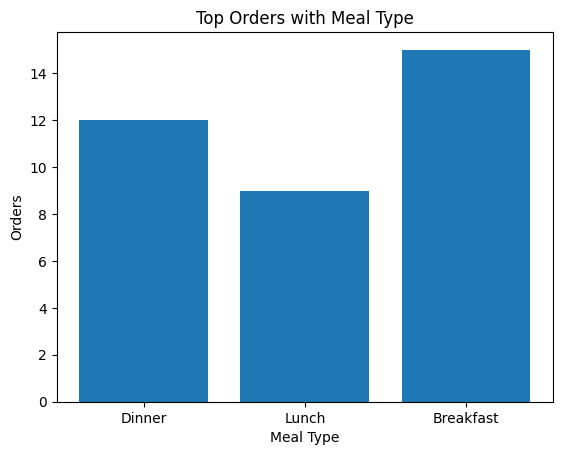 Top Orders with Meal Type
14
12
10
8
6
4
2
0
Orders
Dinner Lunch Breakfast
Meal Type